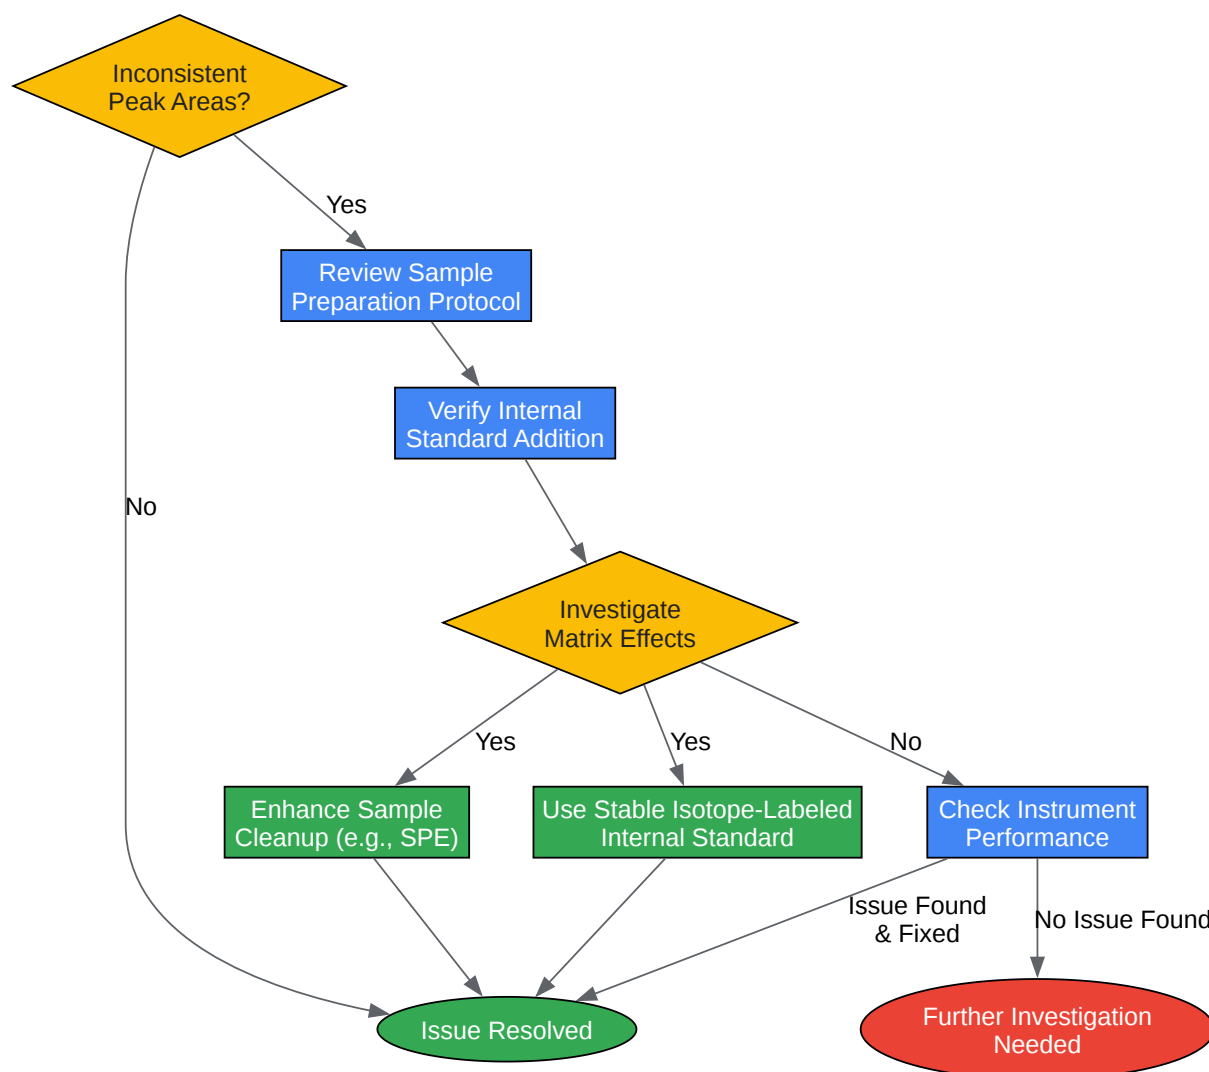 Inconsistent
Peak Areas?
Yes
Review Sample
Preparation Protocol
Verify Internal
Standard Addition
No
Investigate
Matrix Effects
Yes
Yes
No
Enhance Sample
Cleanup (e.g., SPE)
Use Stable Isotope-Labeled
Internal Standard
Check Instrument
Performance
Issue Found
& Fixed
No Issue Found
Issue Resolved
Further Investigation
Needed